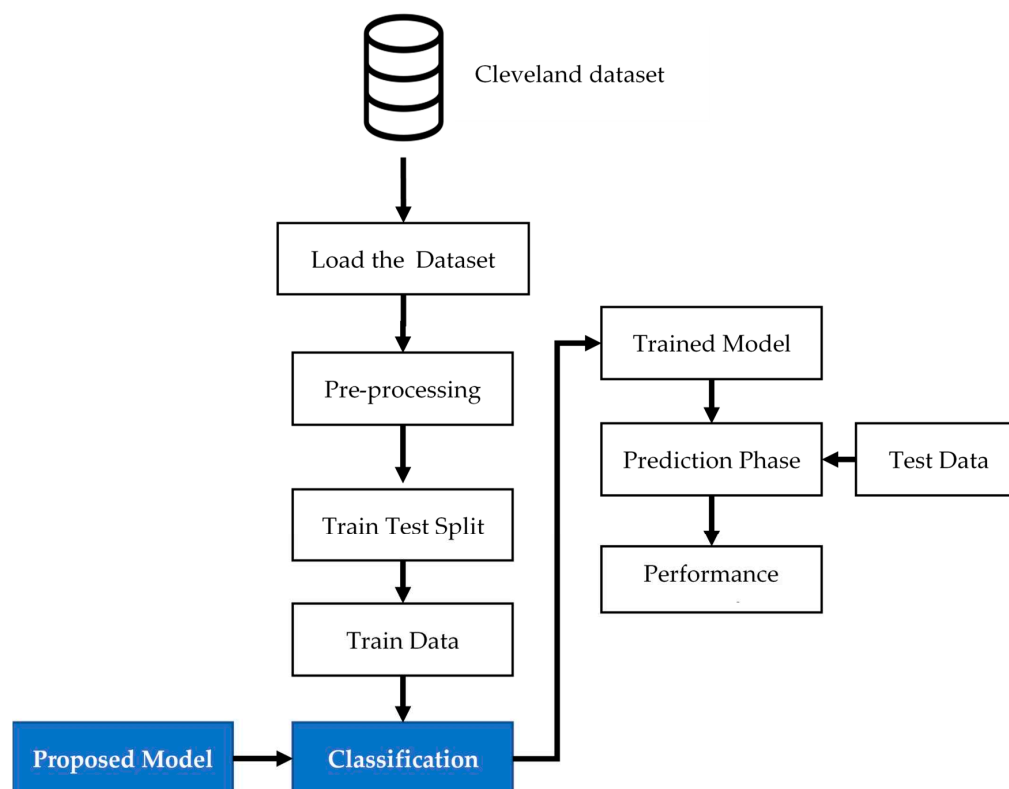 Cleveland dataset
Load the Dataset
Pre-processing
Train Test Split
Train Data
Proposed Model
Classification
Trained Model
Prediction Phase
Test Data
Performance